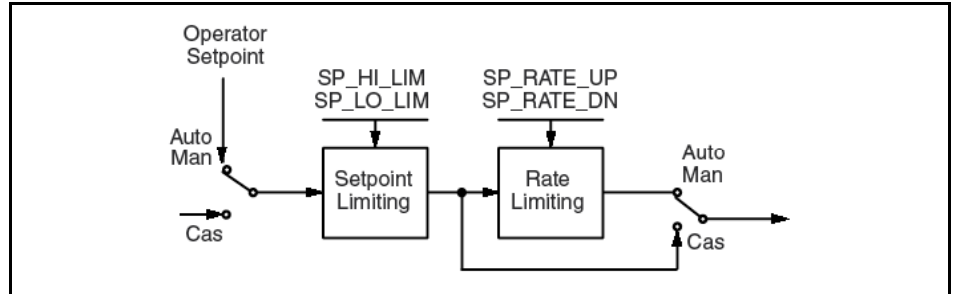 Operator
Setpoint
SP_HI_LIM
SP_LO_LIM
SP_RATE_UP
SP_RATE_DN
Auto
Man
Cas
Setpoint
Limiting
Rate
Limiting
Auto
Man
Cas